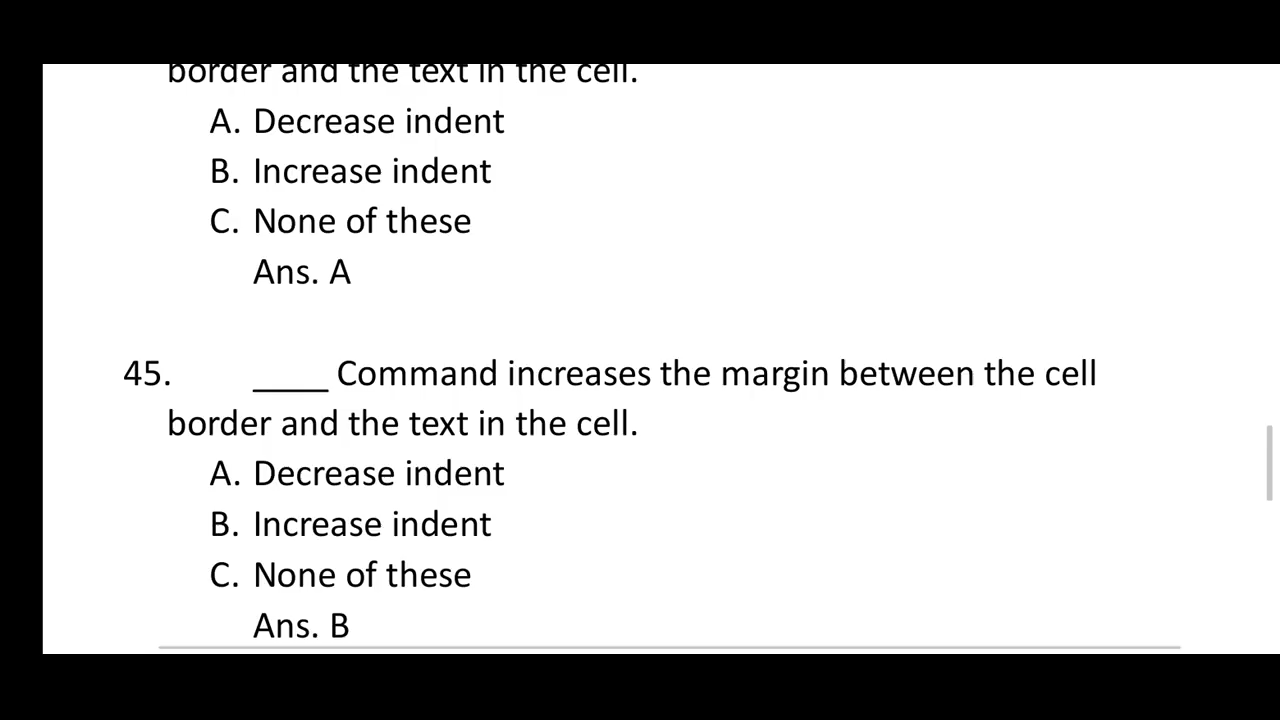 border and the text in the cell.
A. Decrease indent
B. Increase indent
C. None of these
Ans. A
45. ____ Command increases the margin between the cell
border and the text in the cell.
A. Decrease indent
B. Increase indent
C. None of these
Ans. B